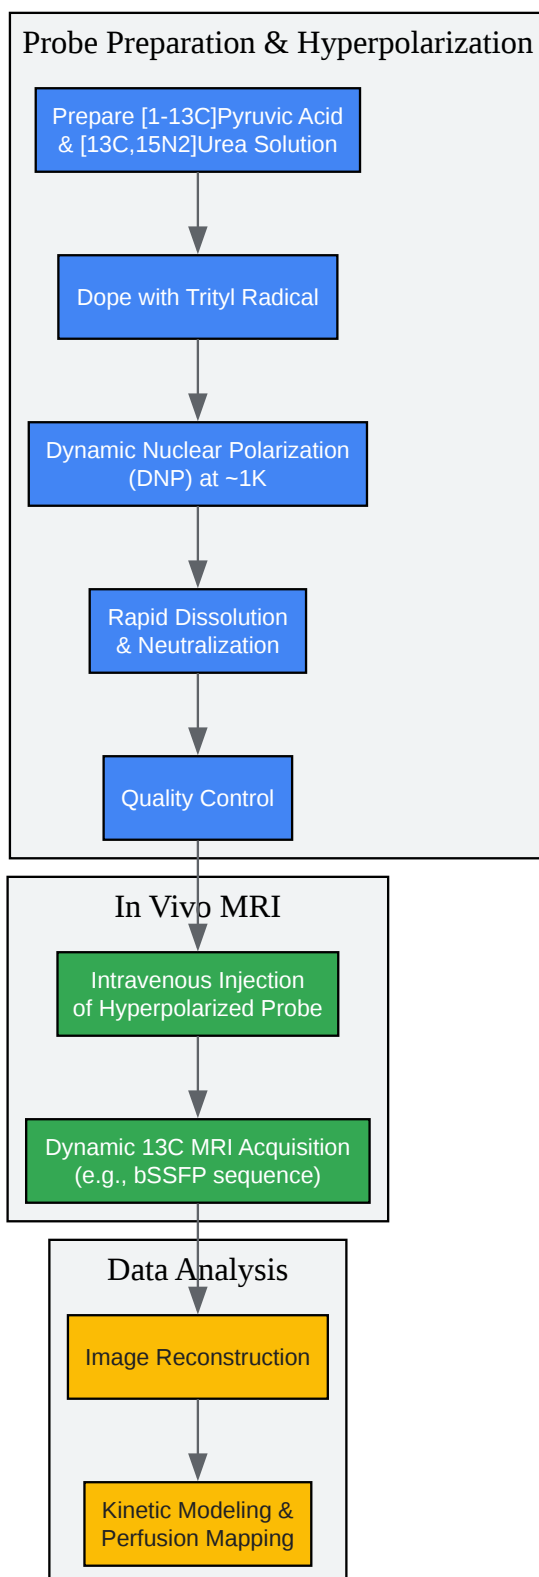 Probe Preparation & Hyperpolarization
Prepare [1-13C]Pyruvic Acid
& [13C,15N2]Urea Solution
Dope with Trityl Radical
Dynamic Nuclear Polarization
(DNP) at ~1K
Rapid Dissolution
& Neutralization
Quality Control
In Vivo MRI
Intravenous Injection
of Hyperpolarized Probe
Dynamic 13C MRI Acquisition
(e.g., bSSFP sequence)
Data Analysis
Image Reconstruction
Kinetic Modeling &
Perfusion Mapping